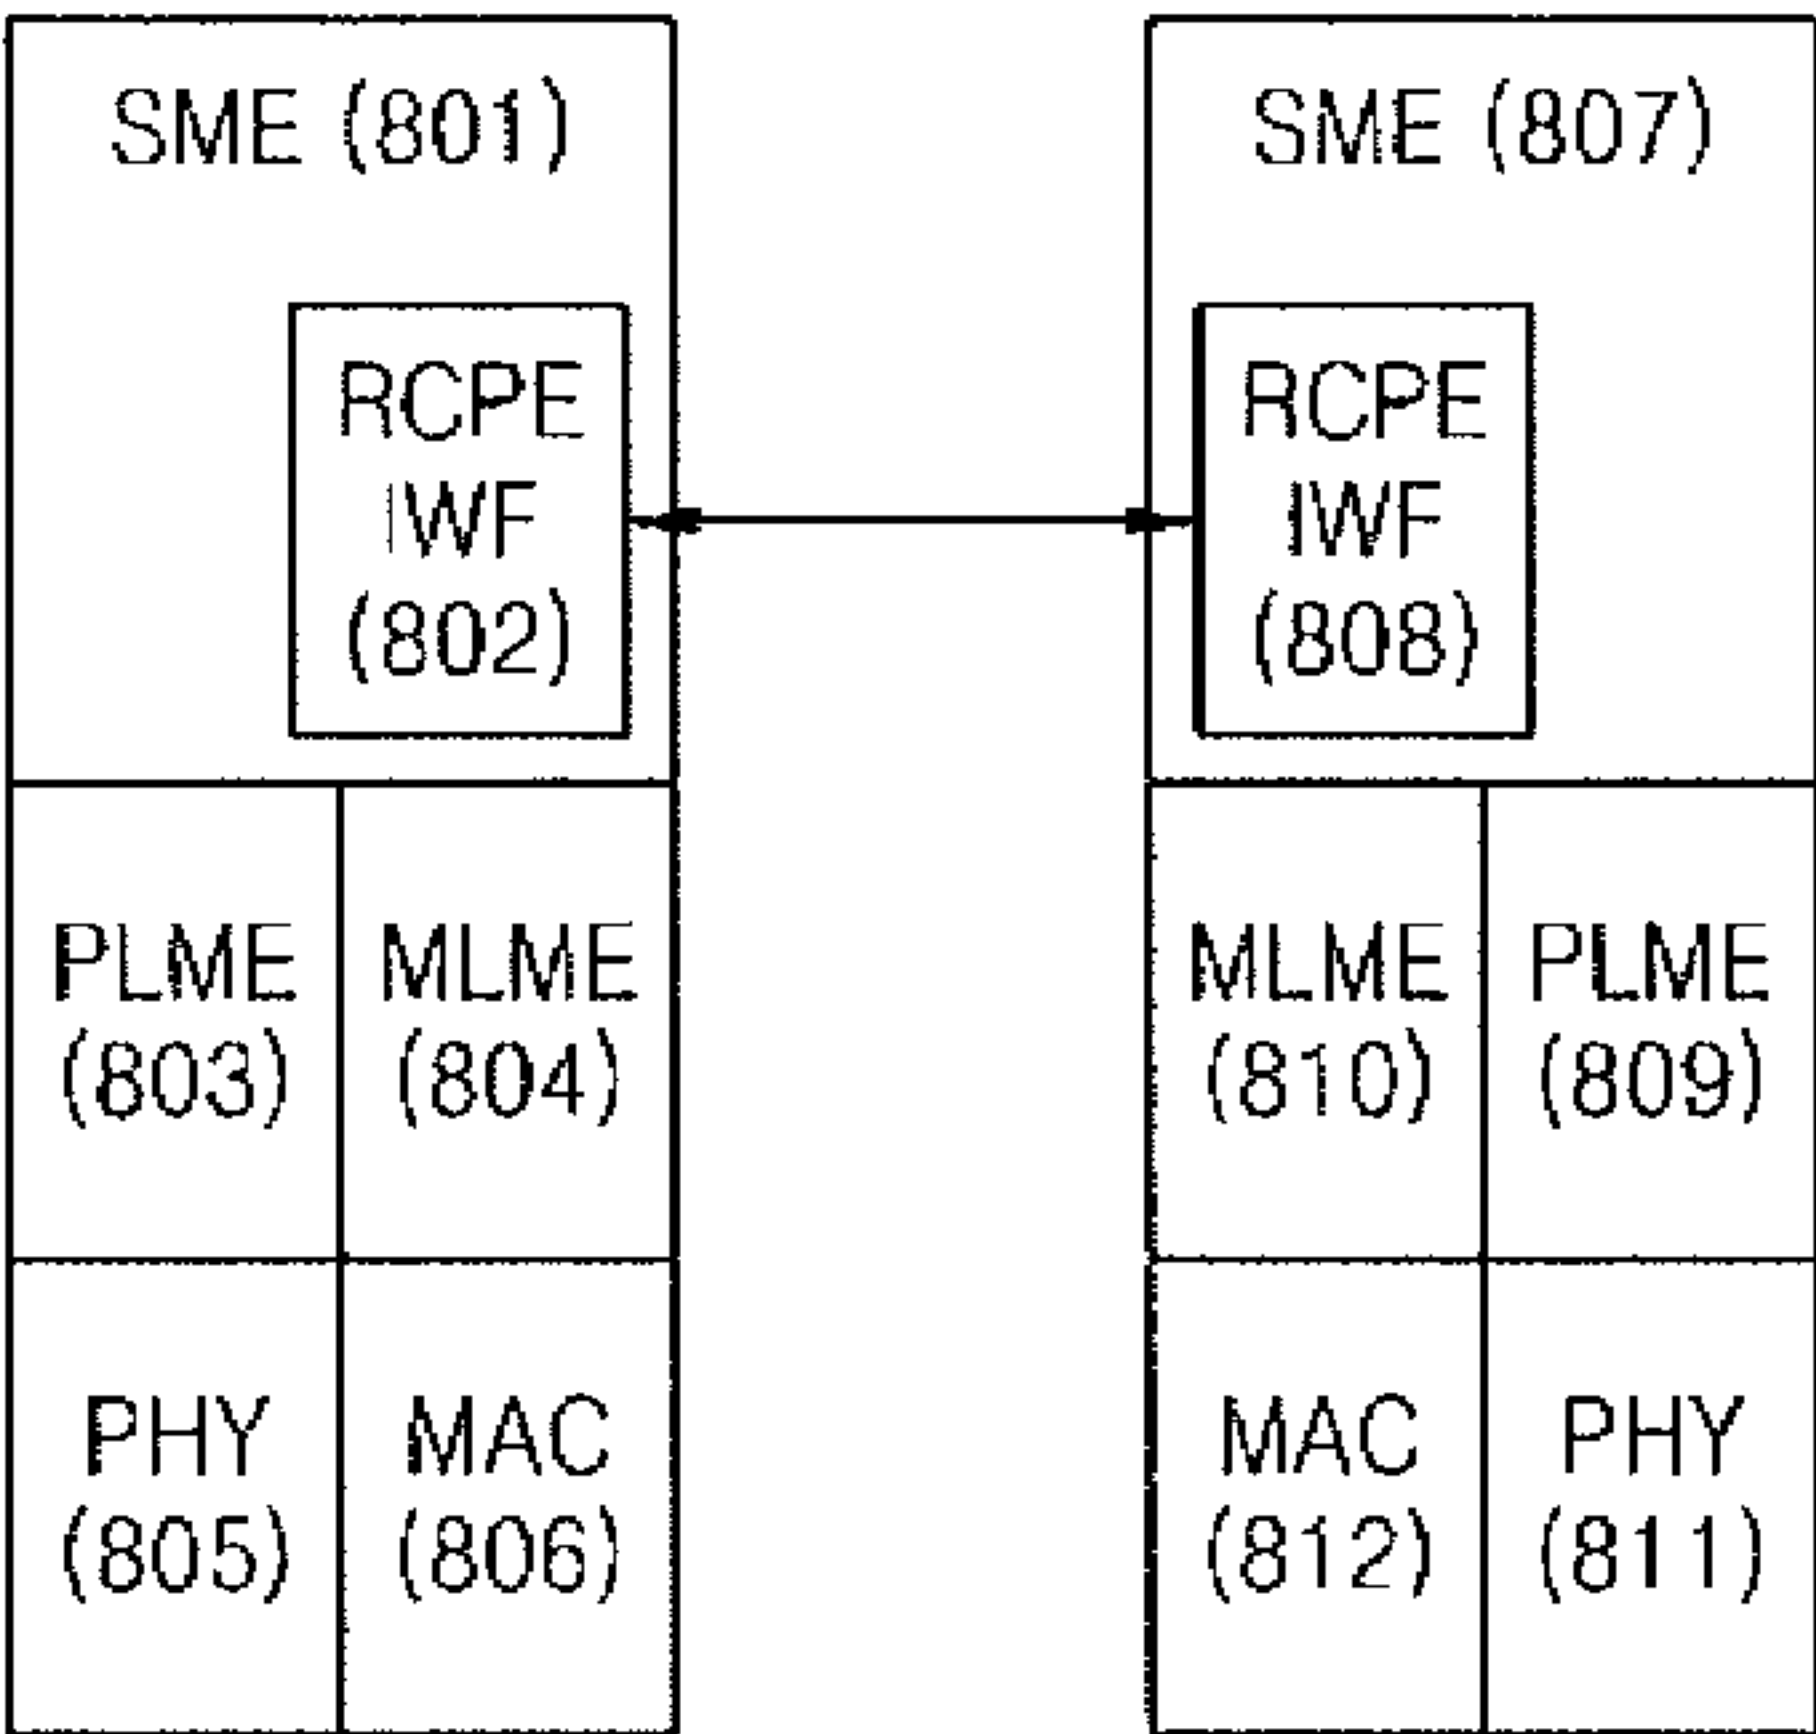 SME (801)
RCPE
IWF
(802)
PLME
(803)
MLME
(804)
PHY
(805)
MAC
(806)
SME (807)
RCPE
IWF
(808)
MLME
(810)
PLME
(809)
MAC
(812)
PHY
(811)